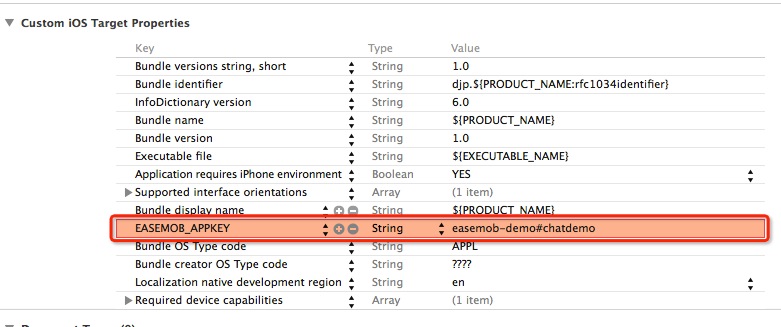 Custom iOS Target Properties
Key Type Value
Bundle versions string, short String 1.0
Bundle identifier String djp.${PRODUCT_NAME:rfc1034identifier}
InfoDictionary version String 6.0
Bundle name String ${PRODUCT_NAME}
Bundle version String 1.0
Executable file String ${EXECUTABLE_NAME}
Application requires iPhone environment Boolean YES
Supported interface orientations Array (1 item)
Bundle display name String ${PRODUCT_NAME}
EASEMOB_APPKEY String easemob-demo#chatdemo
Bundle OS Type code String APPL
Bundle creator OS Type code String ????
Localization native development region String en
Required device capabilities Array (1 item)